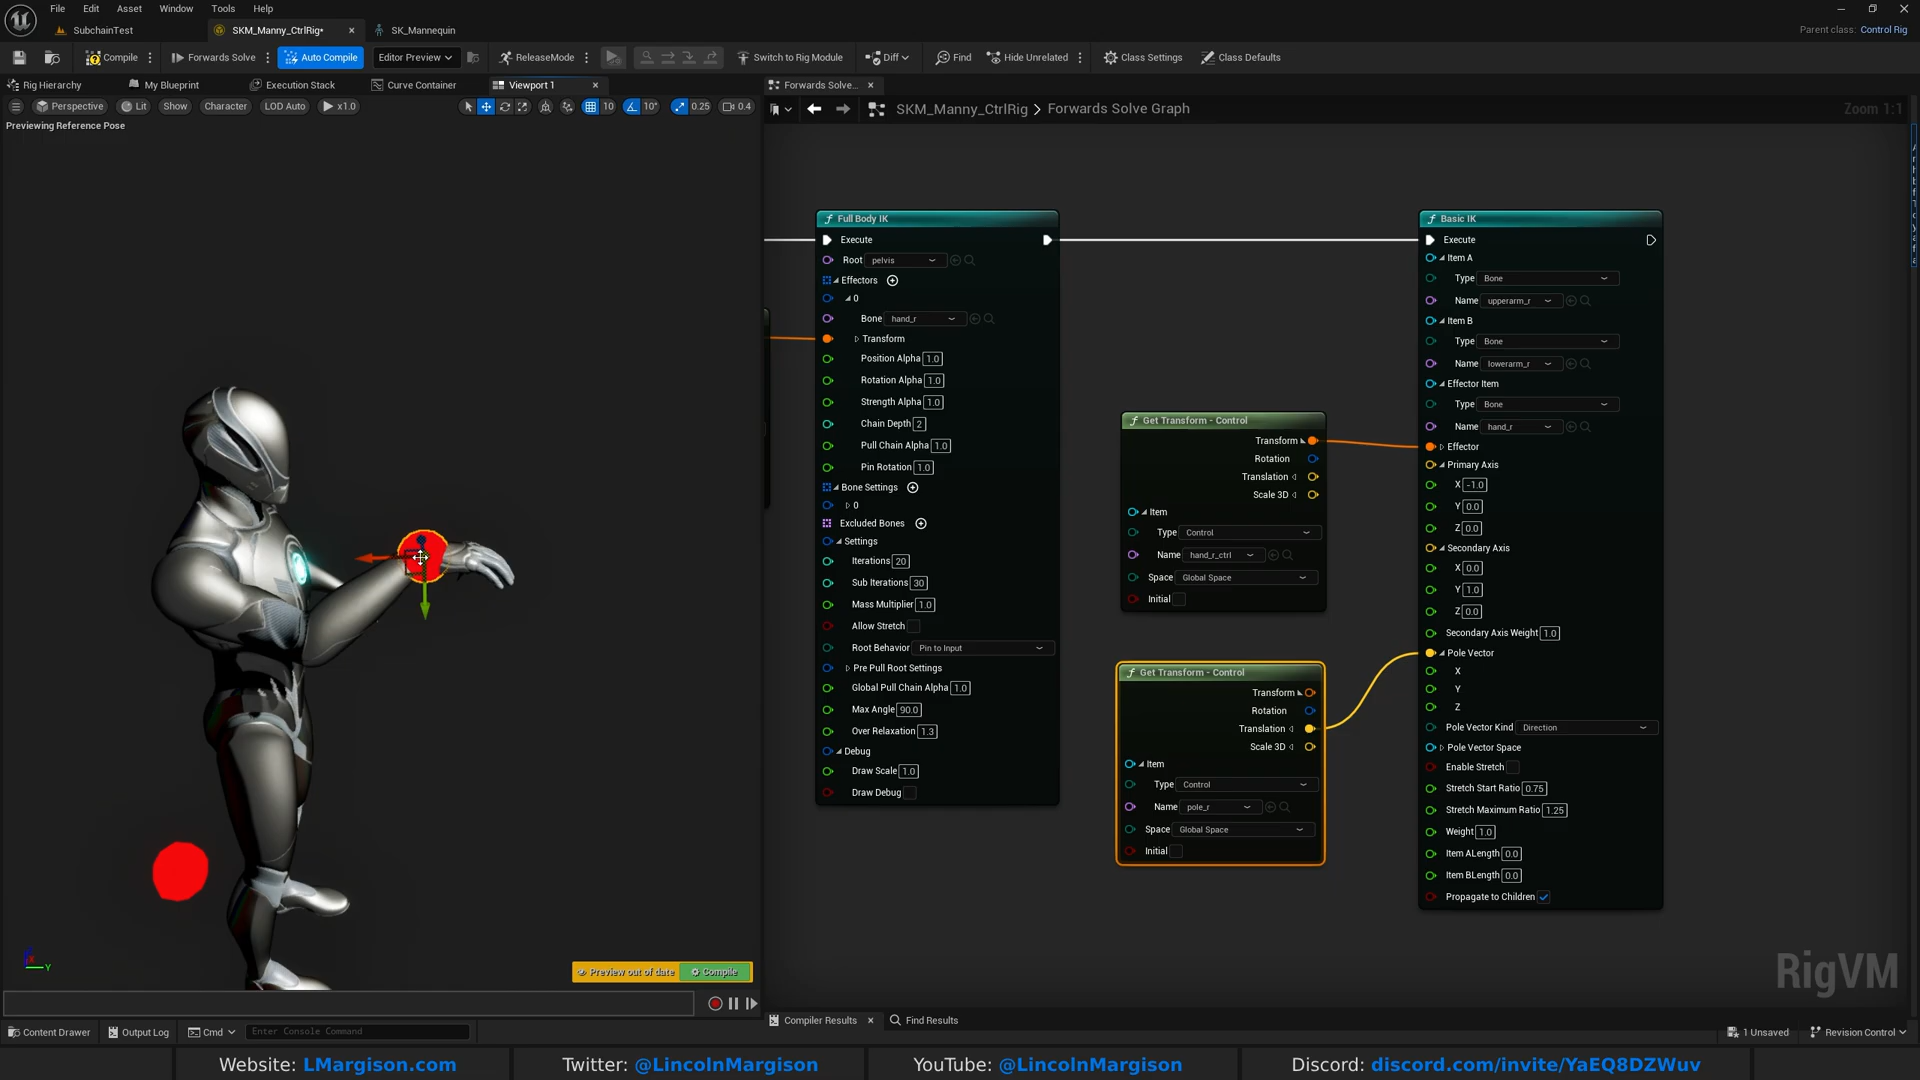 File Edit Asset Window Tools Help
SubchainTest SKM_Manny_CtrlRig* SK_Mannequin
Parent class: Control Rig
Compile Forwards Solve Auto Compile Editor Preview ReleaseMode Switch to Rig Module Diff Find Hide Unrelated Class Settings Class Defaults
Rig Hierarchy My Blueprint Execution Stack Curve Container Viewport 1
Forwards Solve...
Perspective Lit Show Character LOD Auto x1.0 10 10° 0.25 0.4
SKM_Manny_CtrlRig > Forwards Solve Graph
Zoom 1:1
Previewing Reference Pose
Full Body IK
Execute
Root pelvis
Effectors
0
Bone hand_r
Transform
Position Alpha 1.0
Rotation Alpha 1.0
Strength Alpha 1.0
Chain Depth 2
Pull Chain Alpha 1.0
Pin Rotation 1.0
Bone Settings
0
Excluded Bones
Settings
Iterations 20
Sub Iterations 30
Mass Multiplier 1.0
Allow Stretch
Root Behavior Pin to Input
Pre Pull Root Settings
Global Pull Chain Alpha 1.0
Max Angle 90.0
Over Relaxation 1.3
Debug
Draw Scale 1.0
Draw Debug
Get Transform - Control
Transform
Rotation
Translation
Scale 3D
Item
Type Control
Name hand_r_ctrl
Space Global Space
Initial
Get Transform - Control
Transform
Rotation
Translation
Scale 3D
Item
Type Control
Name pole_r
Space Global Space
Initial
Basic IK
Execute
Item A
Type Bone
Name upperarm_r
Item B
Type Bone
Name lowerarm_r
Effector Item
Type Bone
Name hand_r
Effector
Primary Axis
X -1.0
Y 0.0
Z 0.0
Secondary Axis
X 0.0
Y 1.0
Z 0.0
Secondary Axis Weight 1.0
Pole Vector
X
Y
Z
Pole Vector Kind Direction
Pole Vector Space
Enable Stretch
Stretch Start Ratio 0.75
Stretch Maximum Ratio 1.25
Weight 1.0
Item ALength 0.0
Item BLength 0.0
Propagate to Children
Y
Preview out of date Compile
RigVM
Compiler Results Find Results
Content Drawer Output Log Cmd Enter Console Command
1 Unsaved Revision Control
Website: LMargison.com Twitter: @LincolnMargison YouTube: @LincolnMargison Discord: discord.com/invite/YaEQ8DZWuv